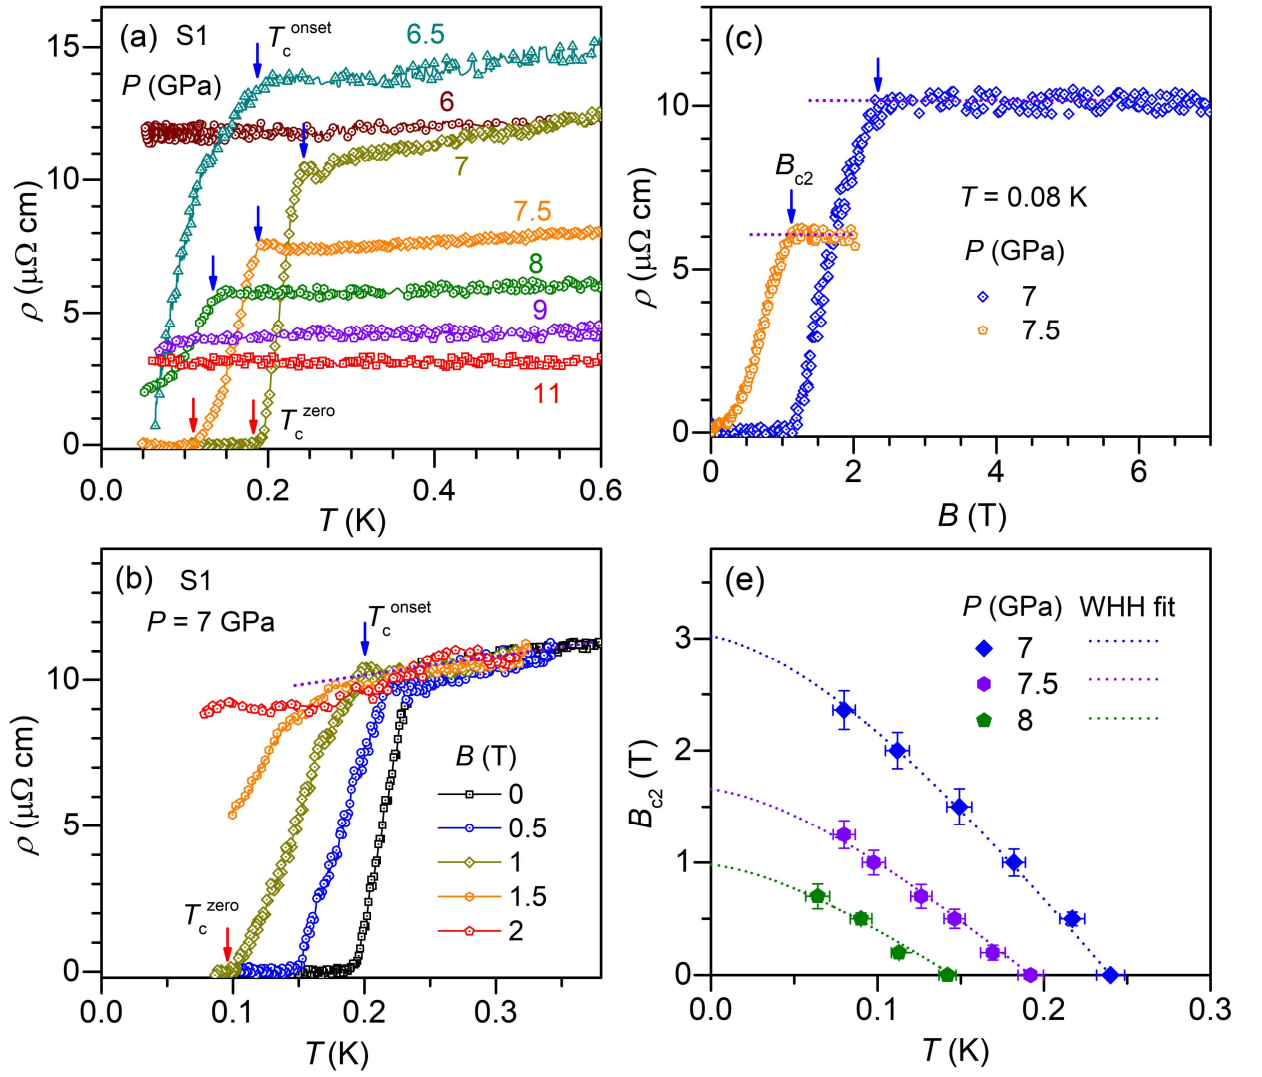 (a) S1
T_c^onset
P (GPa)
6.5
6
7
7.5
8
9
11
T_c^zero
15
10
5
0
ρ (μΩ cm)
0.0 0.2 0.4 0.6
T (K)
(c)
B_c2
T = 0.08 K
P (GPa)
7
7.5
10
5
0
ρ (μΩ cm)
0 2 4 6
B (T)
(b) S1
P = 7 GPa
T_c^onset
T_c^zero
B (T)
0
0.5
1
1.5
2
10
5
0
ρ (μΩ cm)
0.0 0.1 0.2 0.3
T (K)
(e)
P (GPa) WHH fit
7
7.5
8
3
2
1
0
B_c2 (T)
0.0 0.1 0.2 0.3
T (K)